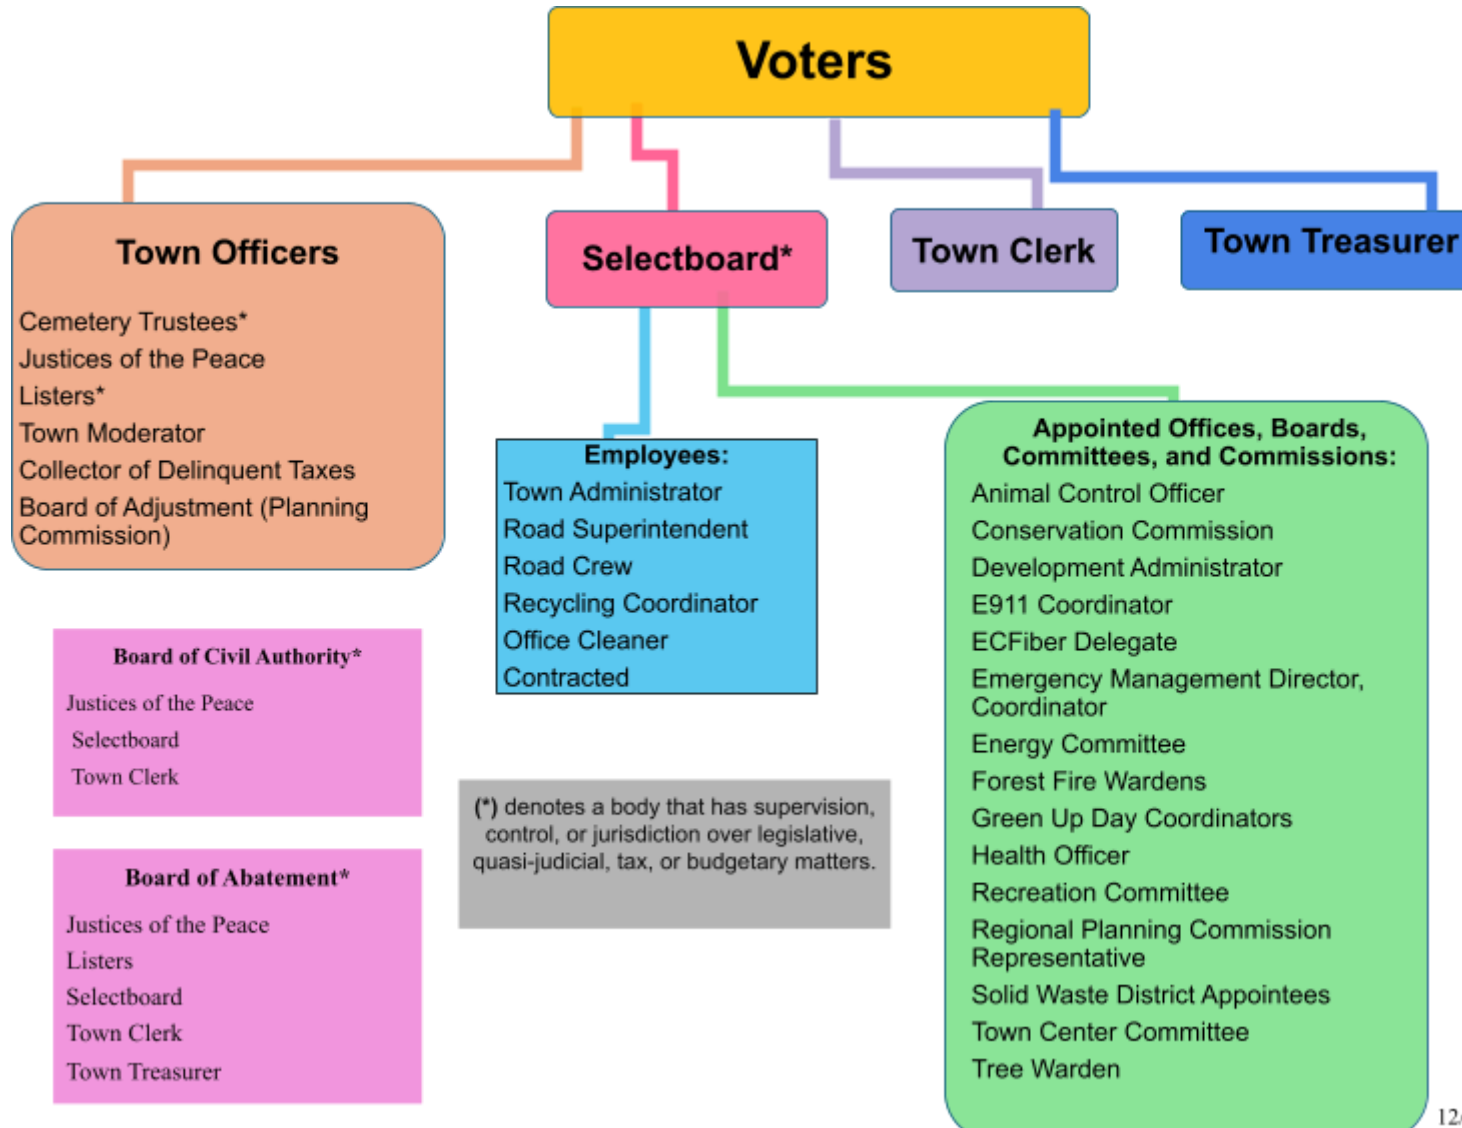 Voters
Town Officers
Cemetery Trustees*
Justices of the Peace
Listers*
Town Moderator
Collector of Delinquent Taxes
Board of Adjustment (Planning
Commission)
Selectboard*
Town Clerk
Town Treasurer
Employees:
Town Administrator
Road Superintendent
Road Crew
Recycling Coordinator
Office Cleaner
Contracted
Appointed Offices, Boards,
Committees, and Commissions:
Animal Control Officer
Conservation Commission
Development Administrator
E911 Coordinator
ECFiber Delegate
Emergency Management Director,
Coordinator
Energy Committee
Forest Fire Wardens
Green Up Day Coordinators
Health Officer
Recreation Committee
Regional Planning Commission
Representative
Solid Waste District Appointees
Town Center Committee
Tree Warden
Board of Civil Authority*
Justices of the Peace
Selectboard
Town Clerk
(*) denotes a body that has supervision,
control, or jurisdiction over legislative,
quasi-judicial, tax, or budgetary matters.
Board of Abatement*
Justices of the Peace
Listers
Selectboard
Town Clerk
Town Treasurer